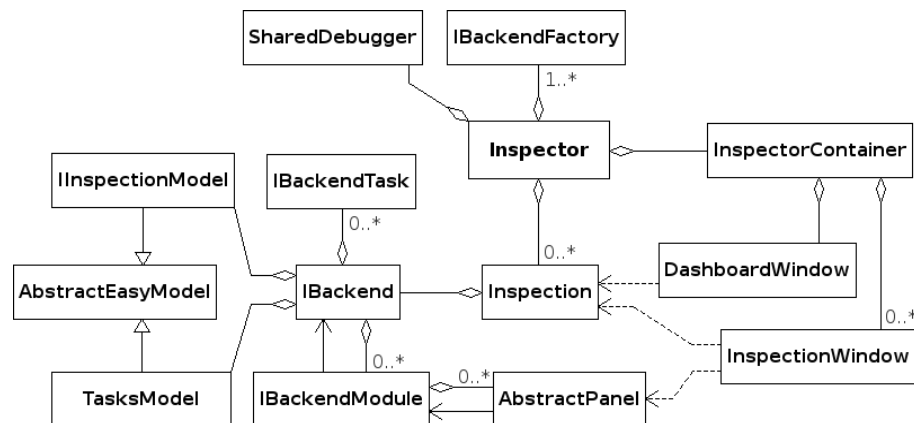 SharedDebugger
IBackendFactory
1..*
Inspector
InspectorContainer
IInspectionModel
IBackendTask
0..*
0..*
AbstractEasyModel
IBackend
Inspection
DashboardWindow
0..*
InspectionWindow
0..*
0..*
TasksModel
IBackendModule
AbstractPanel